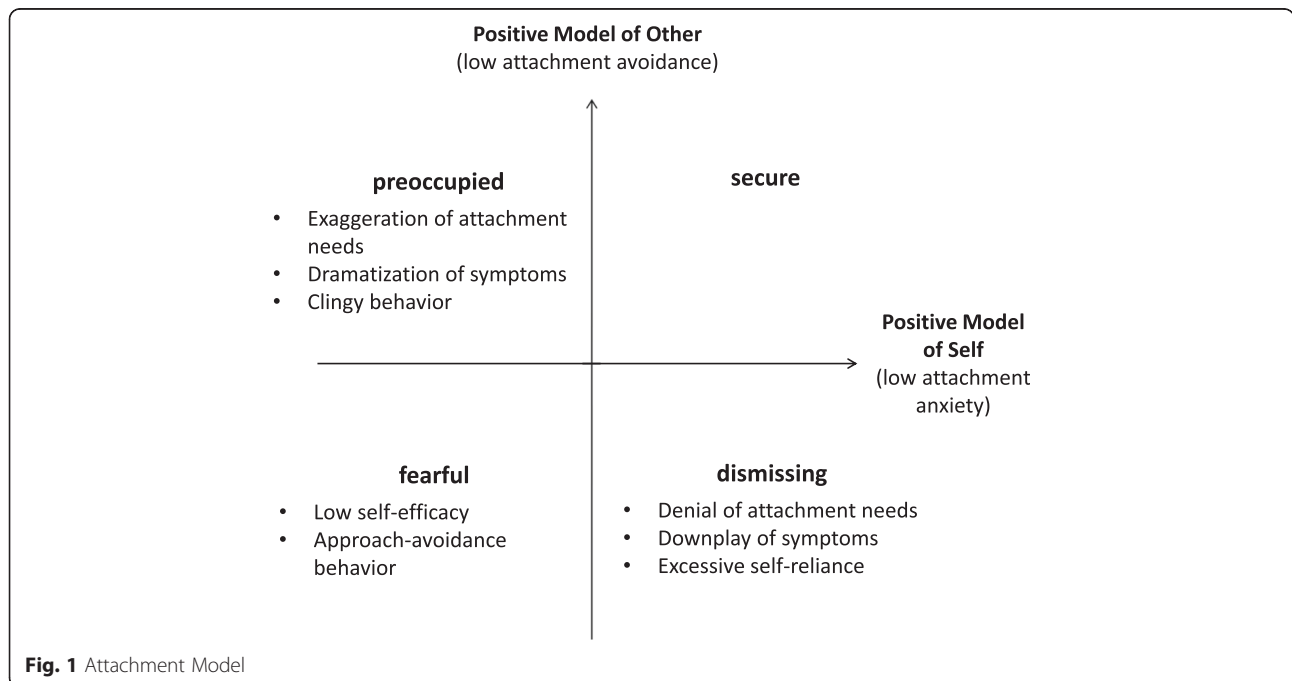 Positive Model of Other
(low attachment avoidance)
preoccupied
• Exaggeration of attachment
needs
• Dramatization of symptoms
• Clingy behavior
secure
Positive Model
of Self
(low attachment
anxiety)
fearful
• Low self-efficacy
• Approach-avoidance
behavior
dismissing
• Denial of attachment needs
• Downplay of symptoms
• Excessive self-reliance
Fig. 1 Attachment Model